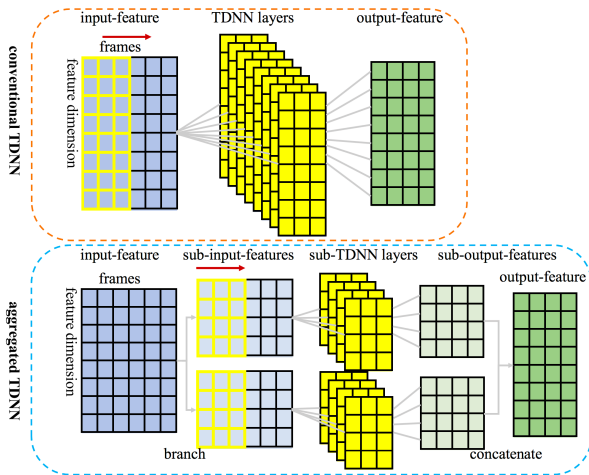 input-feature
TDNN layers
output-feature
frames
feature dimension
conventional TDNN
input-feature
sub-input-features
sub-TDNN layers
sub-output-features
frames
output-feature
feature dimension
aggregated TDNN
branch
concatenate